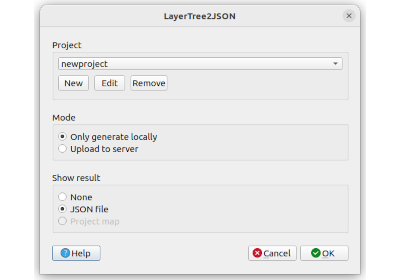 LayerTree2JSON
Project
newproject
New Edit Remove
Mode
Only generate locally
Upload to server
Show result
None
JSON file
Project map
Help Cancel OK